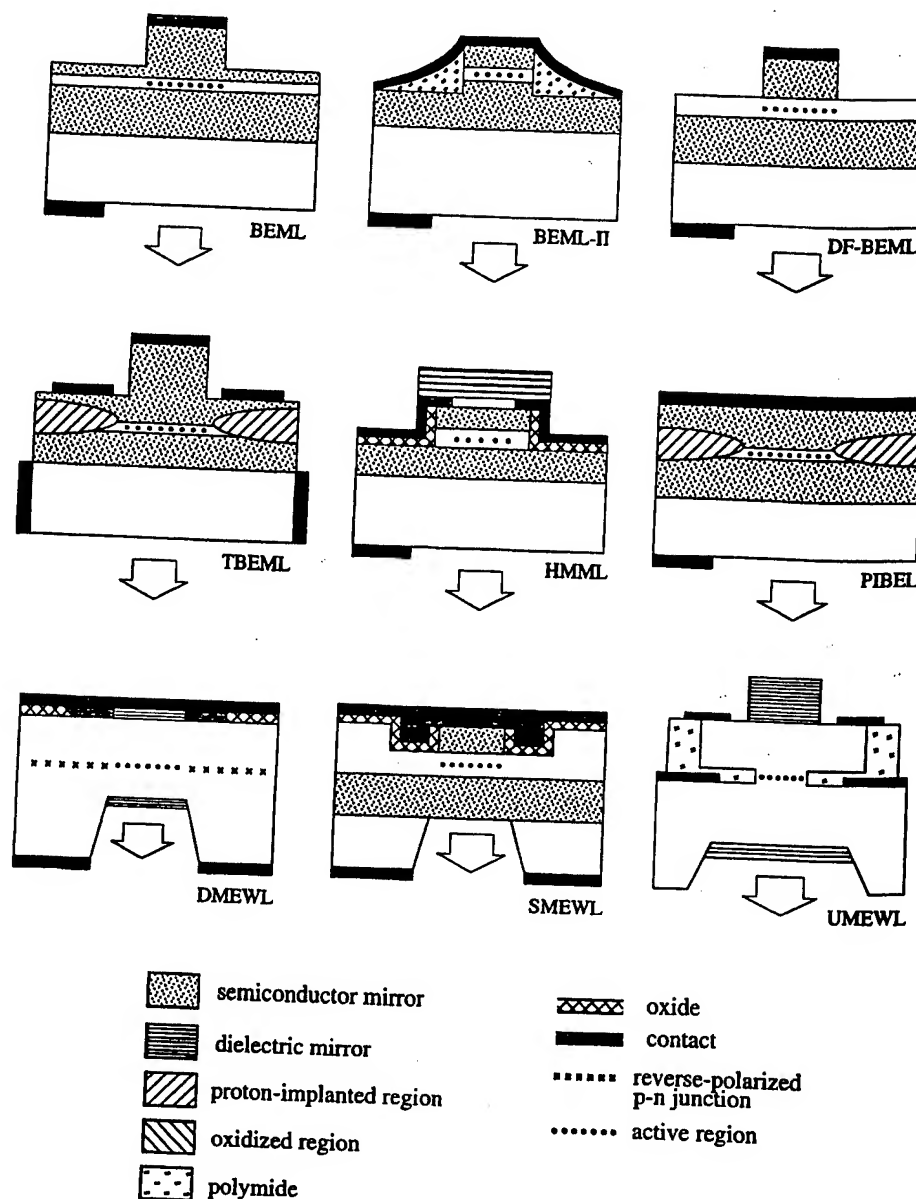 BEML
BEML-II
DF-BEML
TBEML
HMML
PIBEL
DMEWL
SMEWL
UMEWL
semiconductor mirror
dielectric mirror
proton-implanted region
oxidized region
polymide
oxide
contact
reverse-polarized
p-n junction
active region